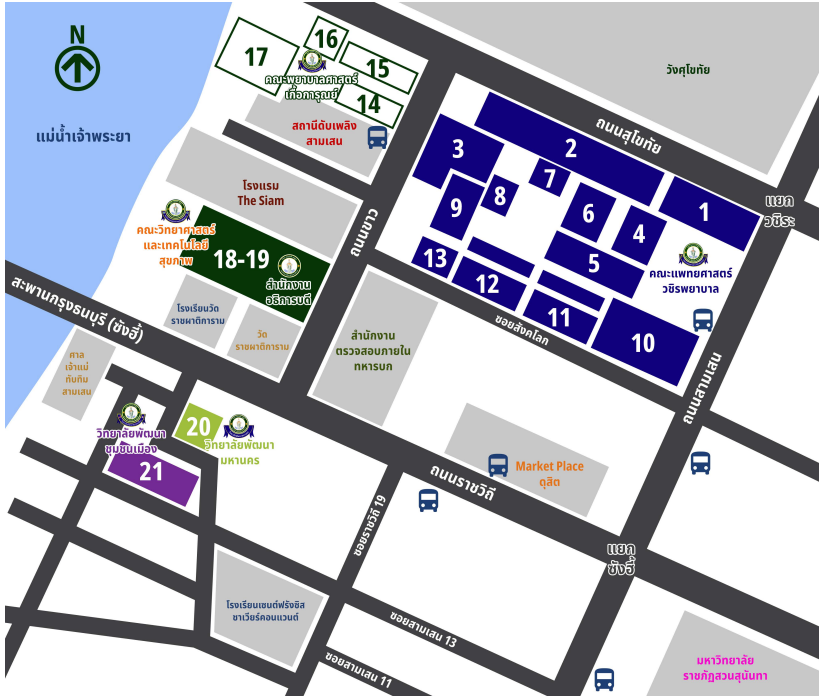 N
แม่น้ำเจ้าพระยา
17
16
15
14
คณะพยาบาลศาสตร์
เกื้อการุณย์
สถานีดับเพลิง
สามเสน
วังศุโขทัย
ถนนสุโขทัย
แยก
วชิระ
3
2
1
7
8
9
6
4
5
13
12
11
10
คณะแพทยศาสตร์
วชิรพยาบาล
โรงแรม
The Siam
ถนนขาว
คณะวิทยาศาสตร์
และเทคโนโลยี
สุขภาพ
18-19
สำนักงาน
อธิการบดี
สะพานกรุงธนบุรี (ซังฮี้)
โรงเรียนวัด
ราชผาติการาม
วัด
ราชผาติการาม
สำนักงาน
ตรวจสอบภายใน
ทหารบก
ซอยสังคโลก
ถนนสามเสน
ศาล
เจ้าแม่
ทับทิม
สามเสน
20
วิทยาลัยพัฒนา
มหานคร
วิทยาลัยพัฒนา
ชุมชนเมือง
21
Market Place
ดุสิต
ถนนราชวิถี
ซอยราชวิถี 19
แยก
ซังฮี้
โรงเรียนเซนต์ฟรังซิส
ซาเวียร์คอนแวนต์
ซอยสามเสน 13
ซอยสามเสน 11
มหาวิทยาลัย
ราชภัฏสวนสุนันทา